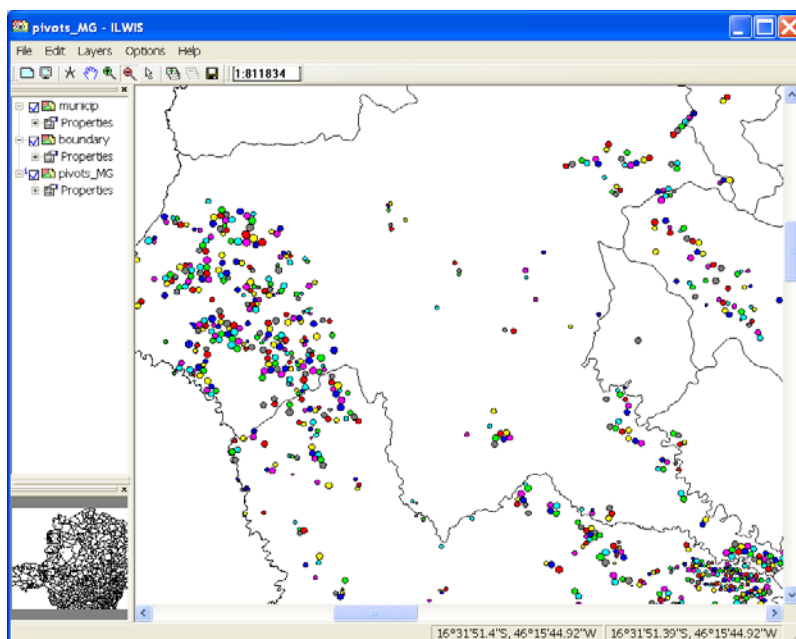 pivots_MG - ILWIS
File Edit Layers Options Help
1:811834
municip
Properties
boundary
Properties
pivots_MG
Properties
16°31'51.4"S, 46°15'44.92"W 16°31'51.39"S, 46°15'44.92"W